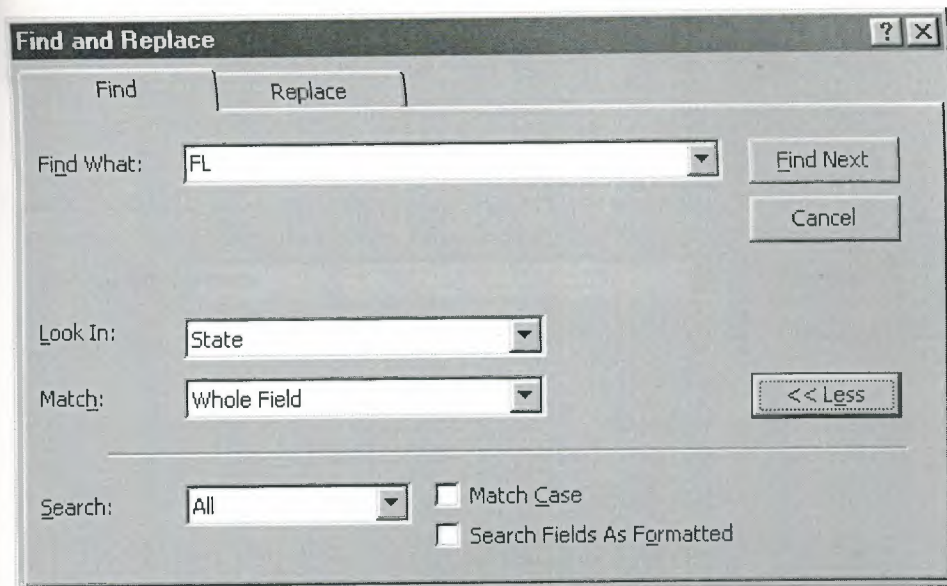 Find and Replace
Find Replace
Find What: FL Find Next
Cancel
Look In: State
Match: Whole Field << Less
Search: All Match Case
Search Fields As Formatted